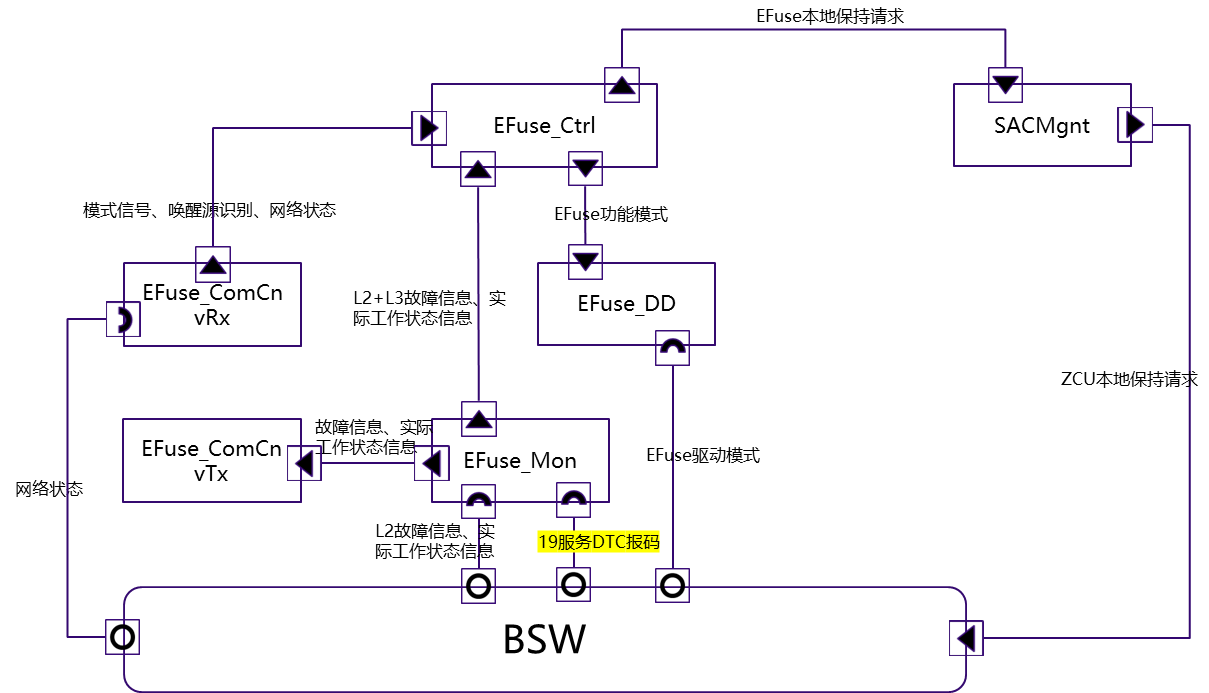 EFuse本地保持请求
EFuse_Ctrl
SACMgnt
模式信号、唤醒源识别、网络状态
EFuse功能模式
EFuse_ComCn
vRx
L2+L3故障信息、实
际工作状态信息
EFuse_DD
ZCU本地保持请求
故障信息、实际
工作状态信息
EFuse_ComCn
vTx
EFuse_Mon
EFuse驱动模式
网络状态
L2故障信息、实
际工作状态信息
19服务DTC报码
BSW